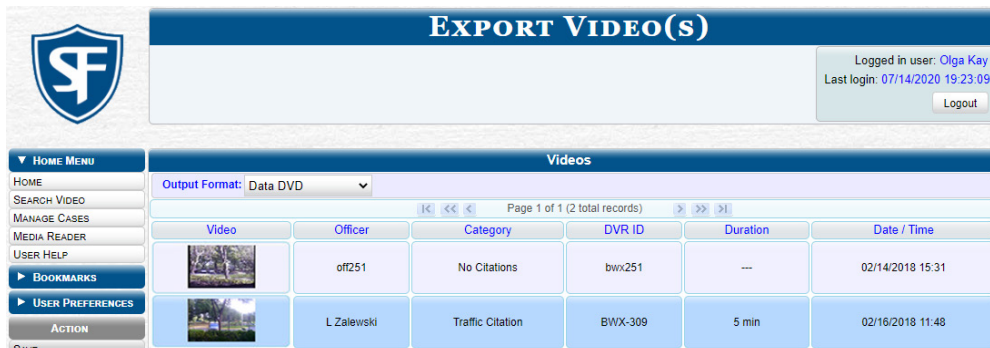 EXPORT VIDEO(S)
SF
Logged in user: Olga Kay
Last login: 07/14/2020 19:23:09
Logout
▼ HOME MENU
HOME
SEARCH VIDEO
MANAGE CASES
MEDIA READER
USER HELP
► BOOKMARKS
► USER PREFERENCES
ACTION
Videos
Output Format: Data DVD
|< << < Page 1 of 1 (2 total records) > >> >|
Video Officer Category DVR ID Duration Date / Time
off251 No Citations bwx251 --- 02/14/2018 15:31
L Zalewski Traffic Citation BWX-309 5 min 02/16/2018 11:48